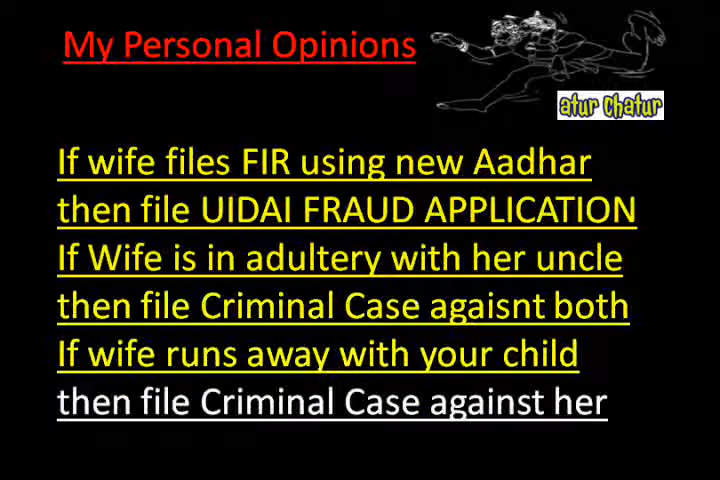 My Personal Opinions
atur chatur
If wife files FIR using new Aadhar
then file UIDAI FRAUD APPLICATION
If Wife is in adultery with her uncle
then file Criminal Case agaisnt both
If wife runs away with your child
then file Criminal Case against her